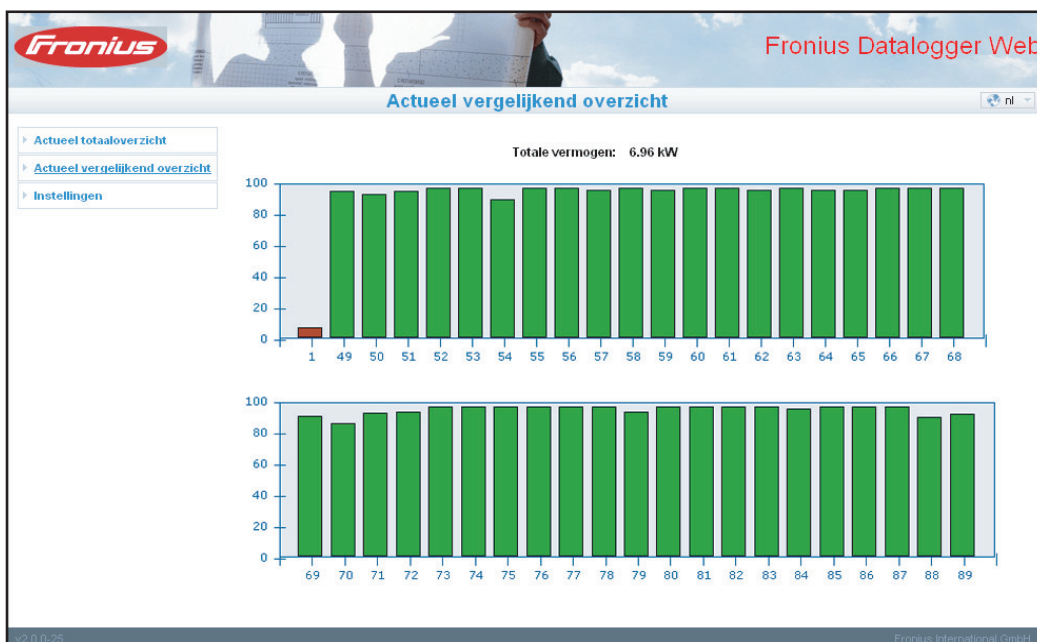 Fronius
Fronius Datalogger Web
Actueel vergelijkend overzicht
nl
Actueel totaaloverzicht
Actueel vergelijkend overzicht
Instellingen
Totale vermogen: 6.96 kW
100
80
60
40
20
0
1 49 50 51 52 53 54 55 56 57 58 59 60 61 62 63 64 65 66 67 68
100
80
60
40
20
0
69 70 71 72 73 74 75 76 77 78 79 80 81 82 83 84 85 86 87 88 89
v2.0.0-25
Fronius International GmbH